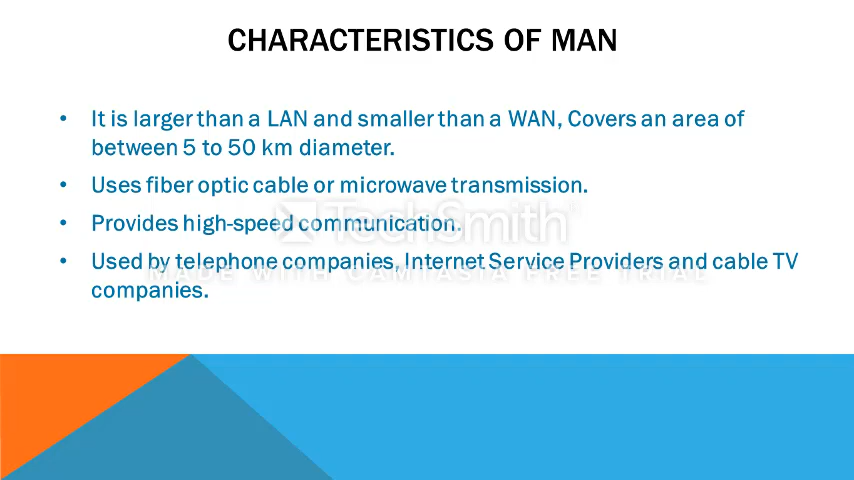 CHARACTERISTICS OF MAN
• It is larger than a LAN and smaller than a WAN, Covers an area of
between 5 to 50 km diameter.
• Uses fiber optic cable or microwave transmission.
• Provides high-speed communication.
TechSmith
• Used by telephone companies, Internet Service Providers and cable TV
MADE WITH CAMTASIA FREE TRIAL
companies.